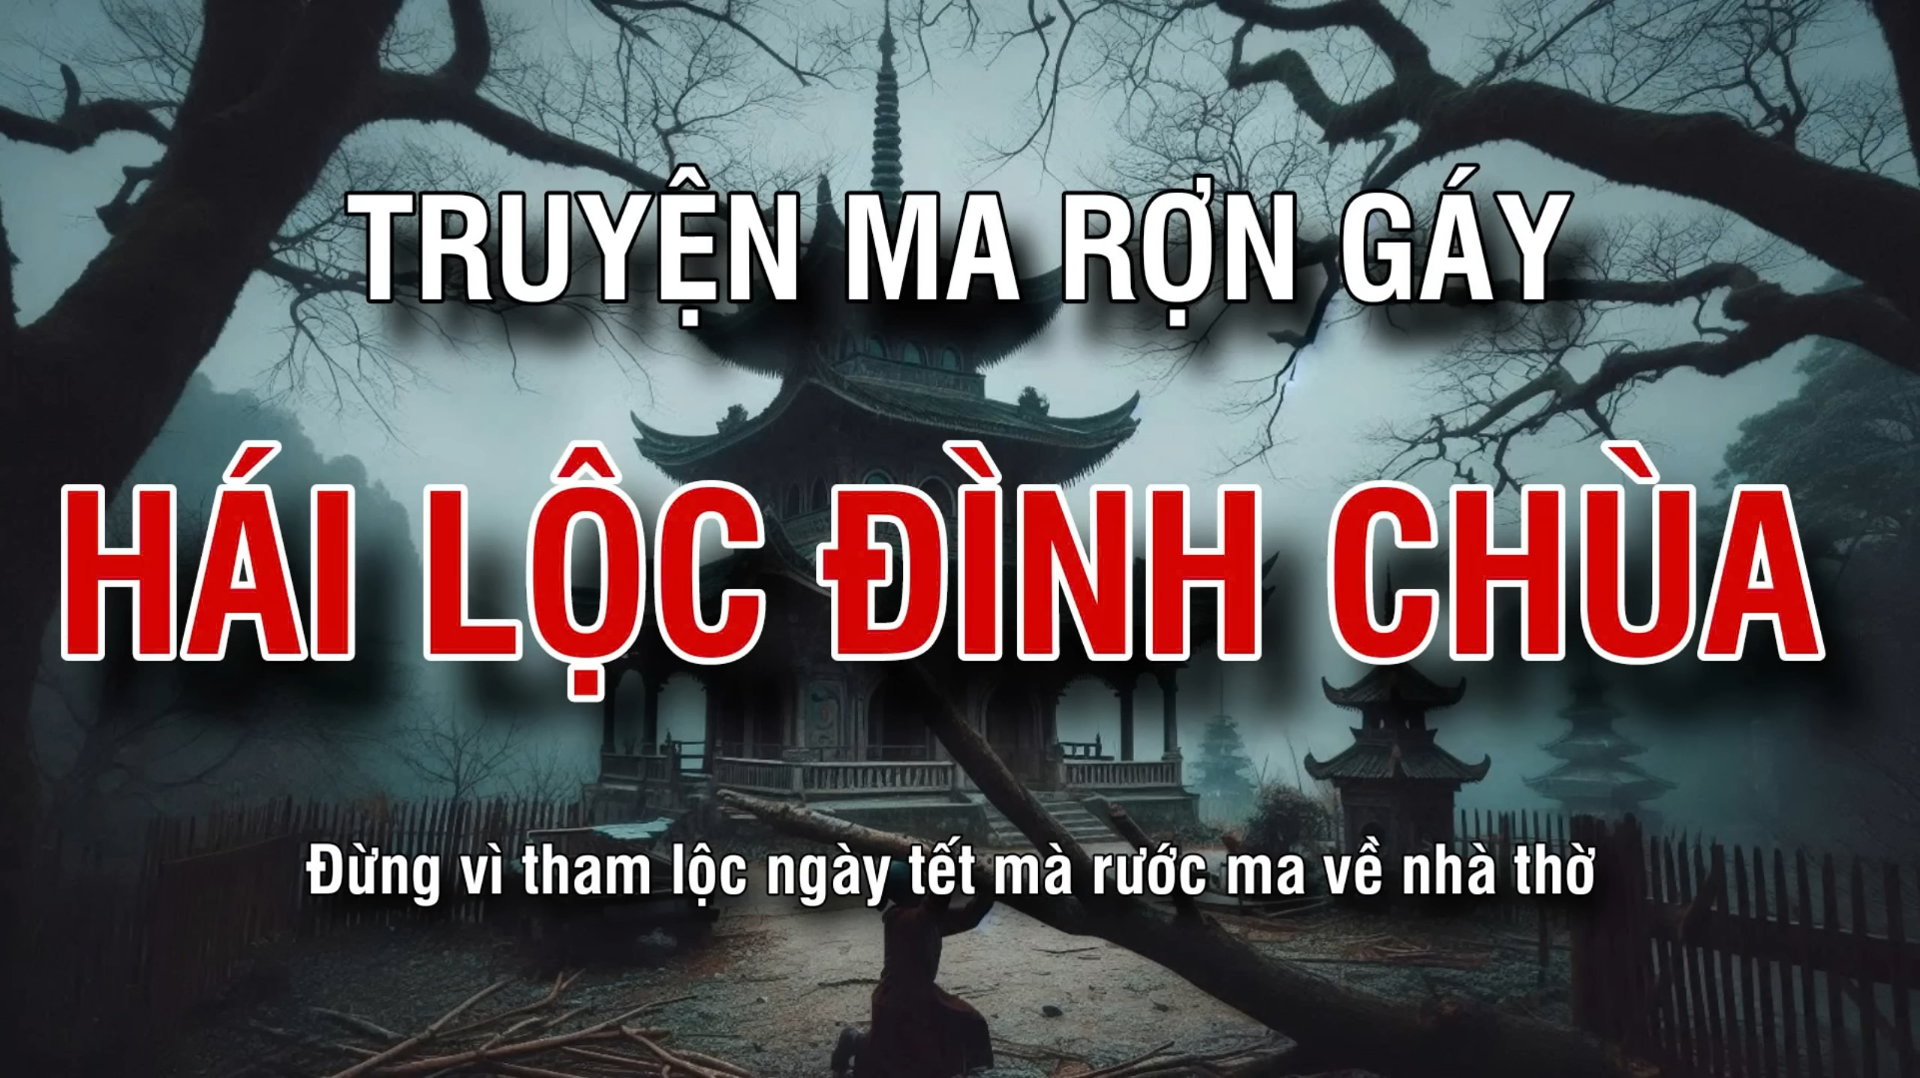 TRUYỆN MA RỢN GÁY
HÁI LỘC ĐÌNH CHÙA
Đừng vì tham lộc ngày tết mà rước ma về nhà thờ